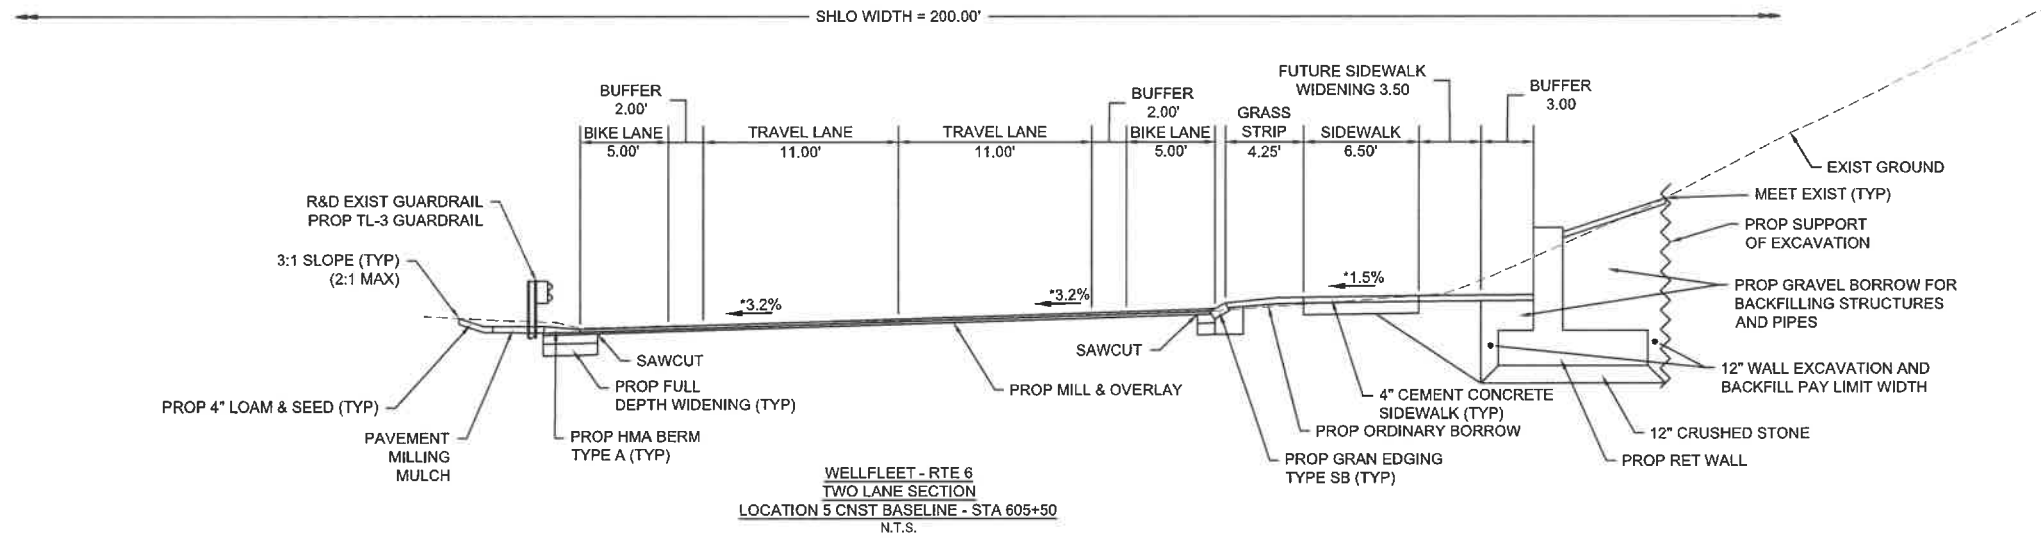 SHLO WIDTH = 200.00'
BUFFER
2.00'
BIKE LANE
5.00'
TRAVEL LANE
11.00'
TRAVEL LANE
11.00'
BUFFER
2.00'
BIKE LANE
5.00'
GRASS
STRIP
4.25'
FUTURE SIDEWALK
WIDENING 3.50
SIDEWALK
6.50'
BUFFER
3.00
EXIST GROUND
MEET EXIST (TYP)
PROP SUPPORT
OF EXCAVATION
PROP GRAVEL BORROW FOR
BACKFILLING STRUCTURES
AND PIPES
12" WALL EXCAVATION AND
BACKFILL PAY LIMIT WIDTH
12" CRUSHED STONE
PROP RET WALL
R&D EXIST GUARDRAIL
PROP TL-3 GUARDRAIL
3:1 SLOPE (TYP)
(2:1 MAX)
*3.2%
*3.2%
*1.5%
SAWCUT
SAWCUT
PROP FULL
DEPTH WIDENING (TYP)
PROP MILL & OVERLAY
4" CEMENT CONCRETE
SIDEWALK (TYP)
PROP ORDINARY BORROW
PROP 4" LOAM & SEED (TYP)
PAVEMENT
MILLING
MULCH
PROP HMA BERM
TYPE A (TYP)
PROP GRAN EDGING
TYPE SB (TYP)
WELLFLEET - RTE 6
TWO LANE SECTION
LOCATION 5 CNST BASELINE - STA 605+50
N.T.S.